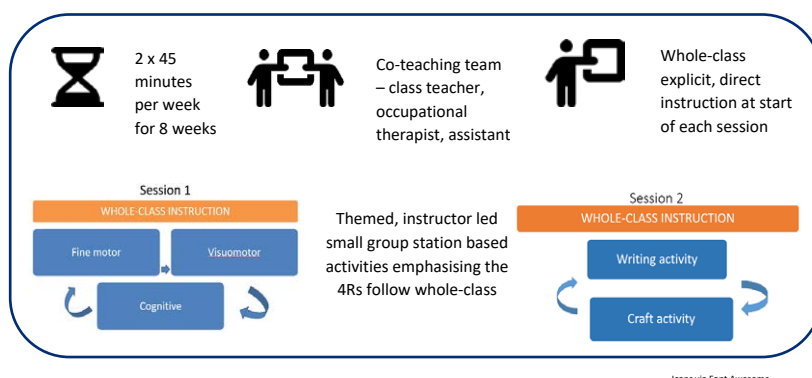 2 x 45
minutes
per week
for 8 weeks
Co-teaching team
– class teacher,
occupational
therapist, assistant
Whole-class
explicit, direct
instruction at start
of each session
Session 1
WHOLE-CLASS INSTRUCTION
Fine motor
Visuomotor
Cognitive
Themed, instructor led
small group station based
activities emphasising the
4Rs follow whole-class
Session 2
WHOLE-CLASS INSTRUCTION
Writing activity
Craft activity